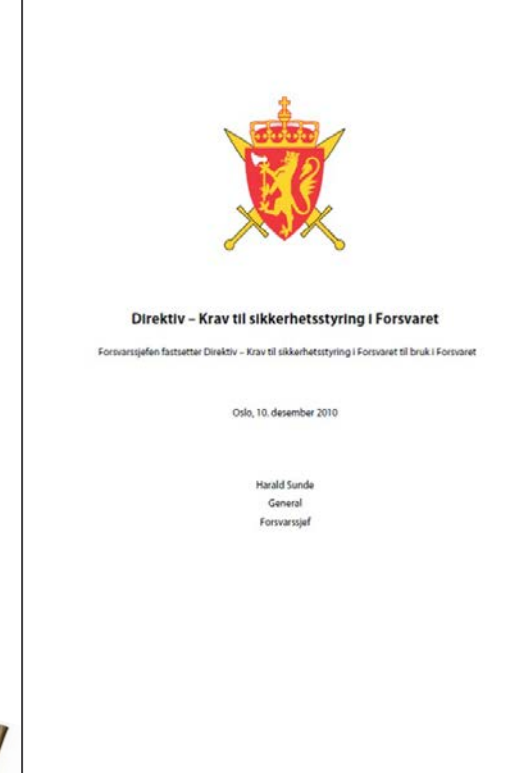 Direktiv – Krav til sikkerhetsstyring i Forsvaret
Forsvarssjefen fastsetter Direktiv – Krav til sikkerhetsstyring i Forsvaret til bruk i Forsvaret
Oslo, 10. desember 2010
Harald Sunde
General
Forsvarssjef